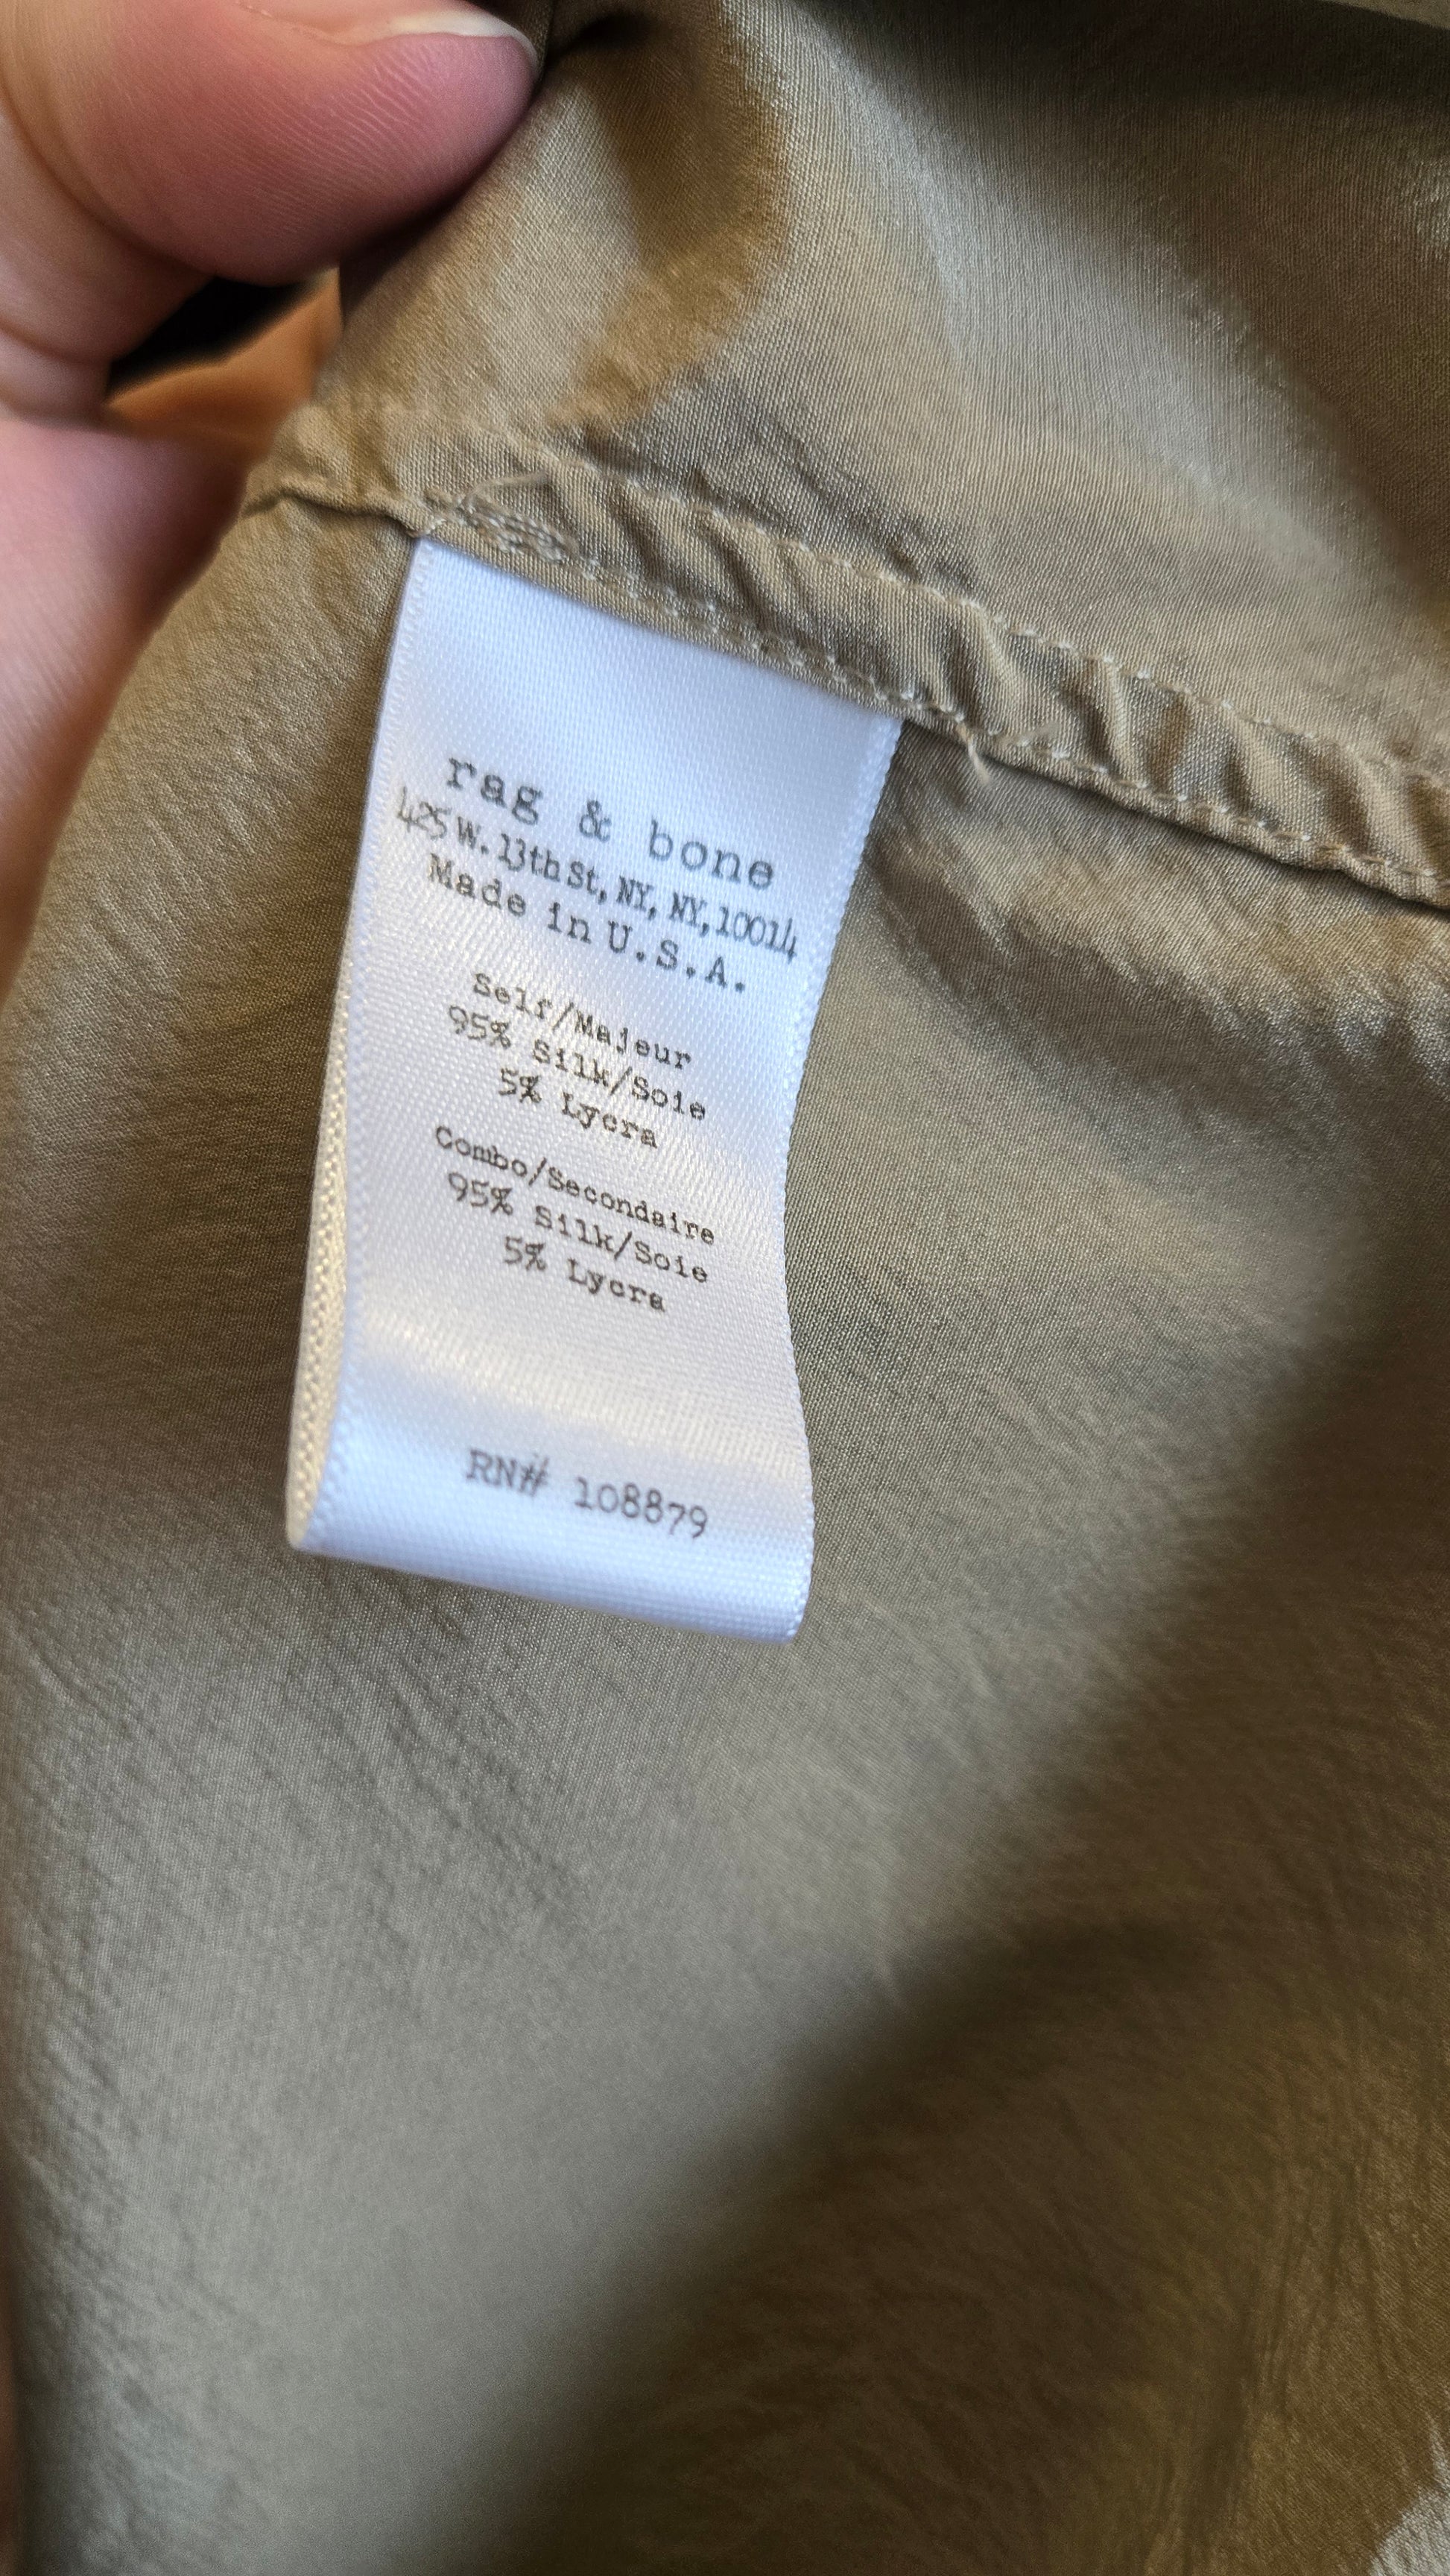 rag & bone
425 W. 13th St, NY, NY, 10014
Made in U.S.A.
Self/Majeur
95% Silk/Soie
5% Lycra
Combo/Secondaire
95% Silk/Soie
5% Lycra
RN# 108879